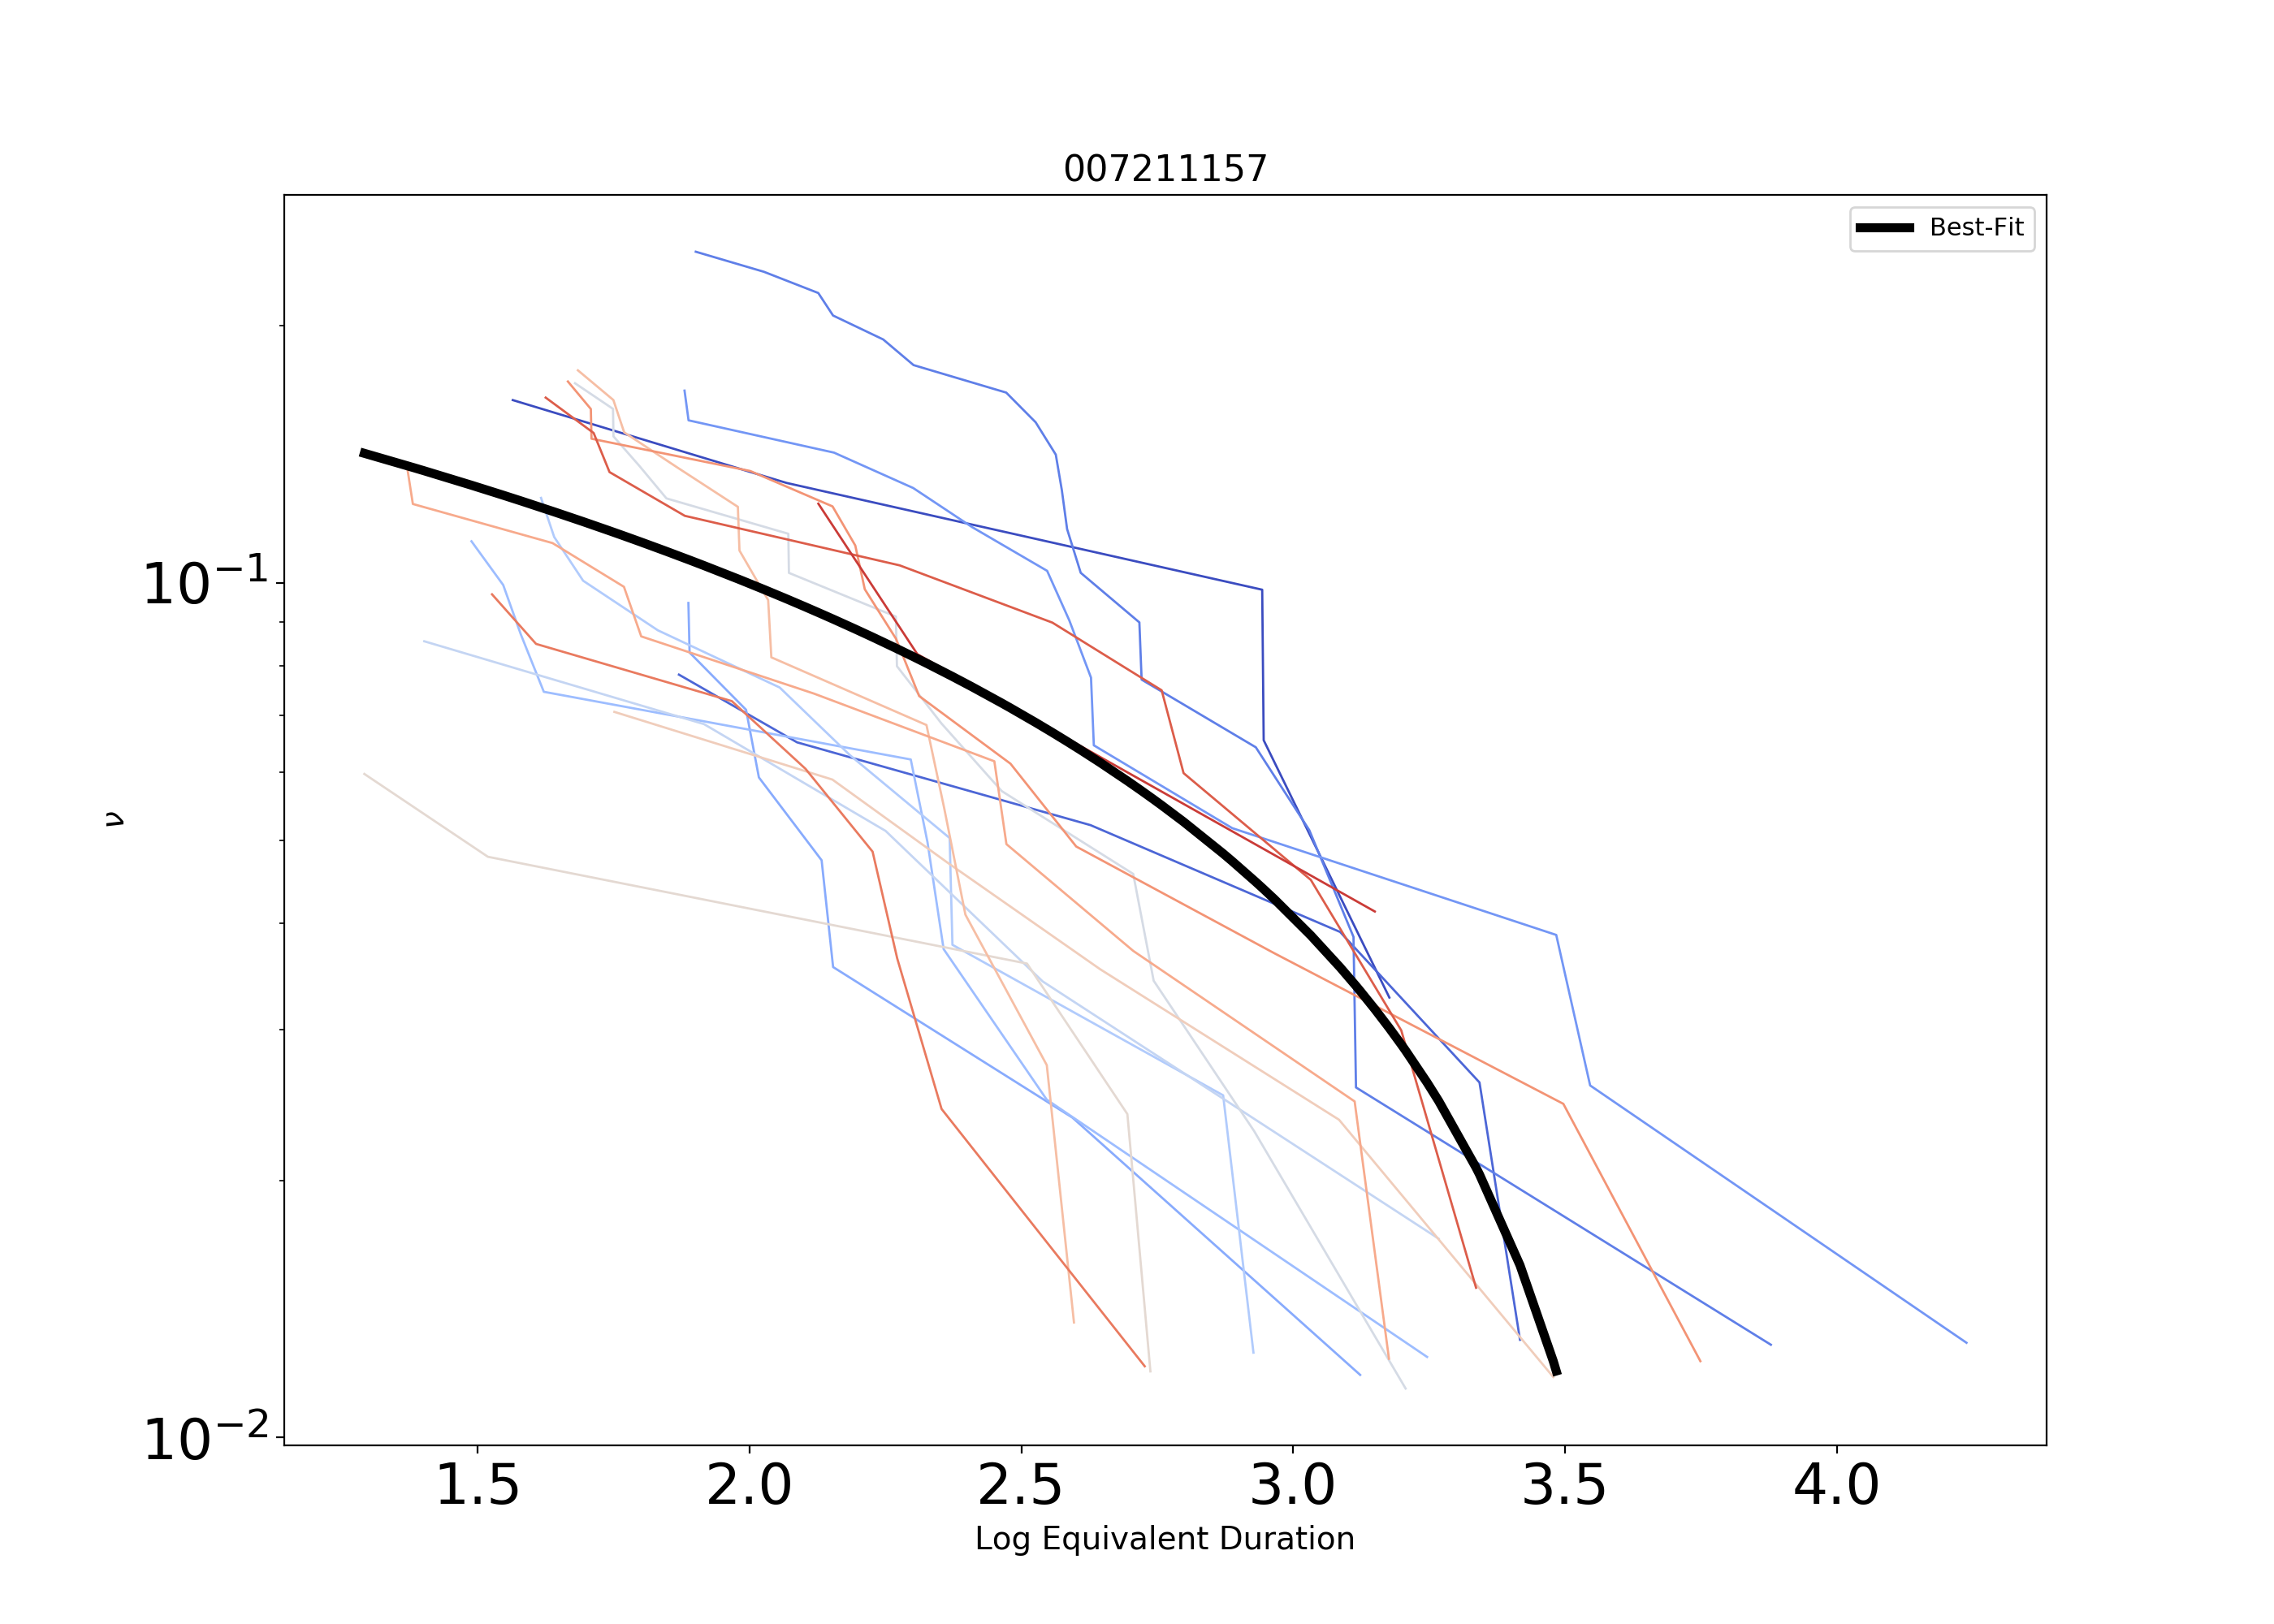 007211157
Best-Fit
10⁻¹
ν
10⁻²
1.5 2.0 2.5 3.0 3.5 4.0
Log Equivalent Duration